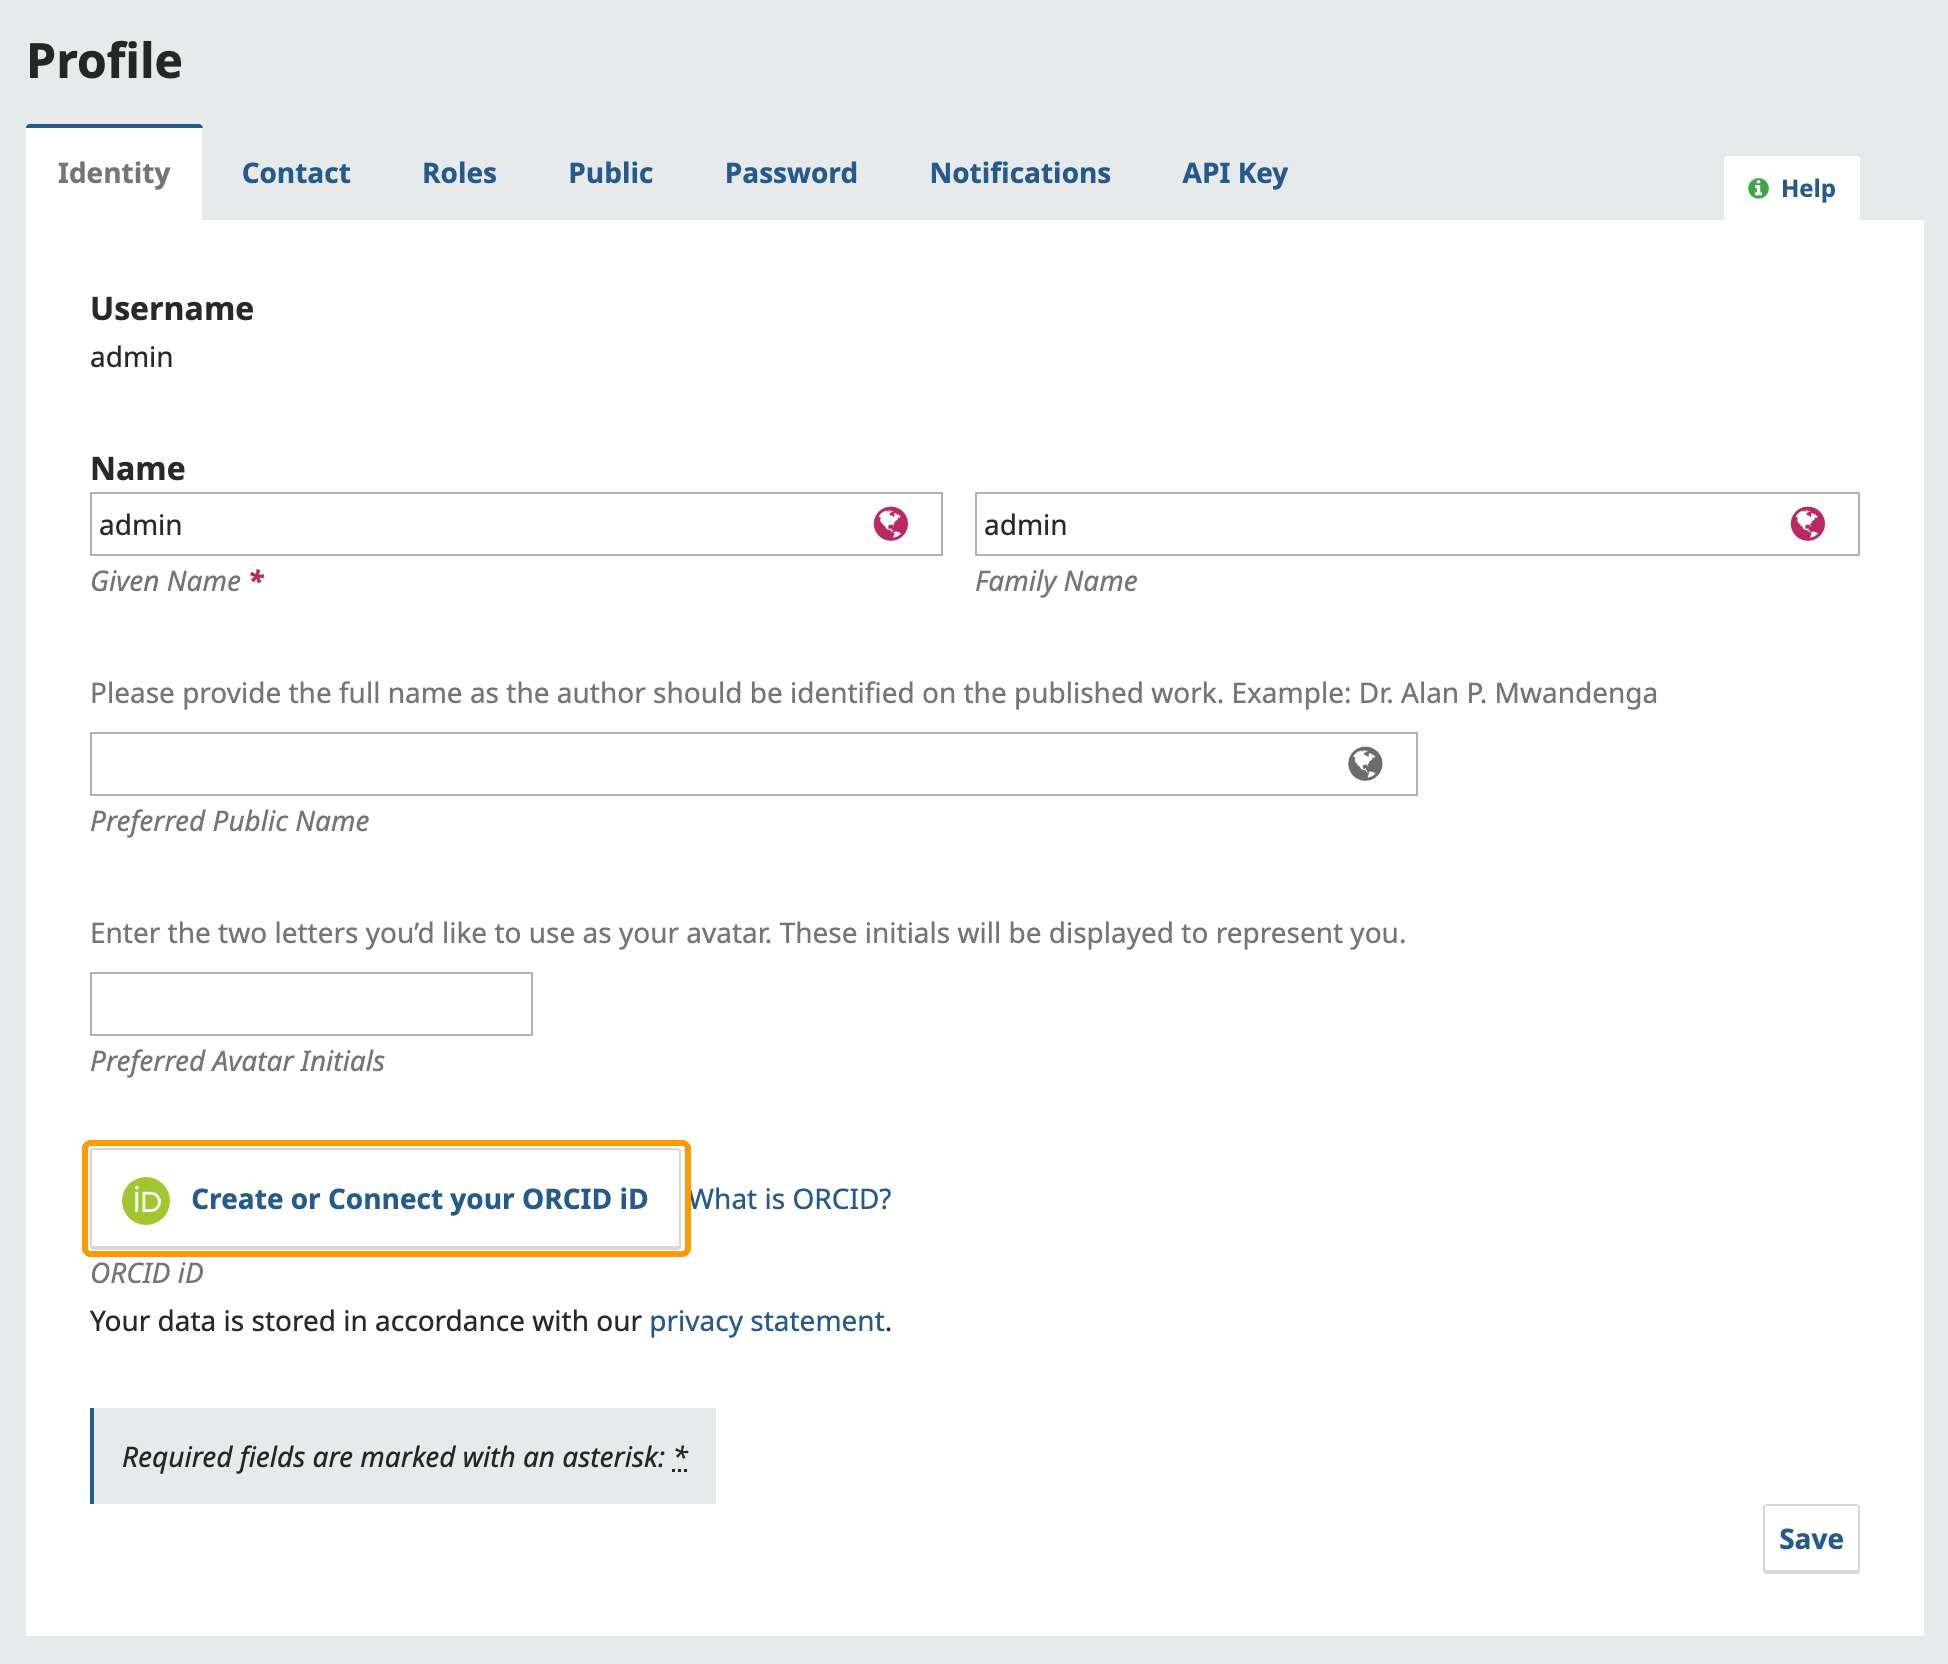 Profile
Identity Contact Roles Public Password Notifications API Key Help
Username
admin
Name
admin admin
Given Name * Family Name
Please provide the full name as the author should be identified on the published work. Example: Dr. Alan P. Mwandenga
Preferred Public Name
Enter the two letters you’d like to use as your avatar. These initials will be displayed to represent you.
Preferred Avatar Initials
iD Create or Connect your ORCID iD What is ORCID?
ORCID iD
Your data is stored in accordance with our privacy statement.
Required fields are marked with an asterisk: *
Save